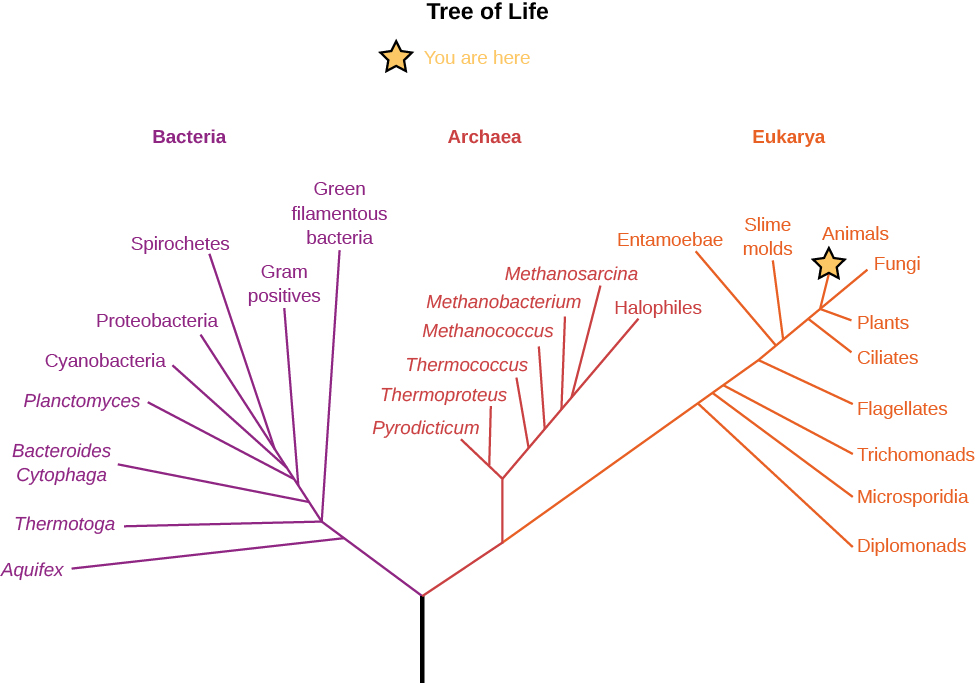 Tree of Life
You are here
Bacteria
Archaea
Eukarya
Green
filamentous
bacteria
Spirochetes
Gram
positives
Proteobacteria
Cyanobacteria
Planctomyces
Bacteroides
Cytophaga
Thermotoga
Aquifex
Methanosarcina
Methanobacterium
Halophiles
Methanococcus
Thermococcus
Thermoproteus
Pyrodicticum
Entamoebae
Slime
molds
Animals
Fungi
Plants
Ciliates
Flagellates
Trichomonads
Microsporidia
Diplomonads